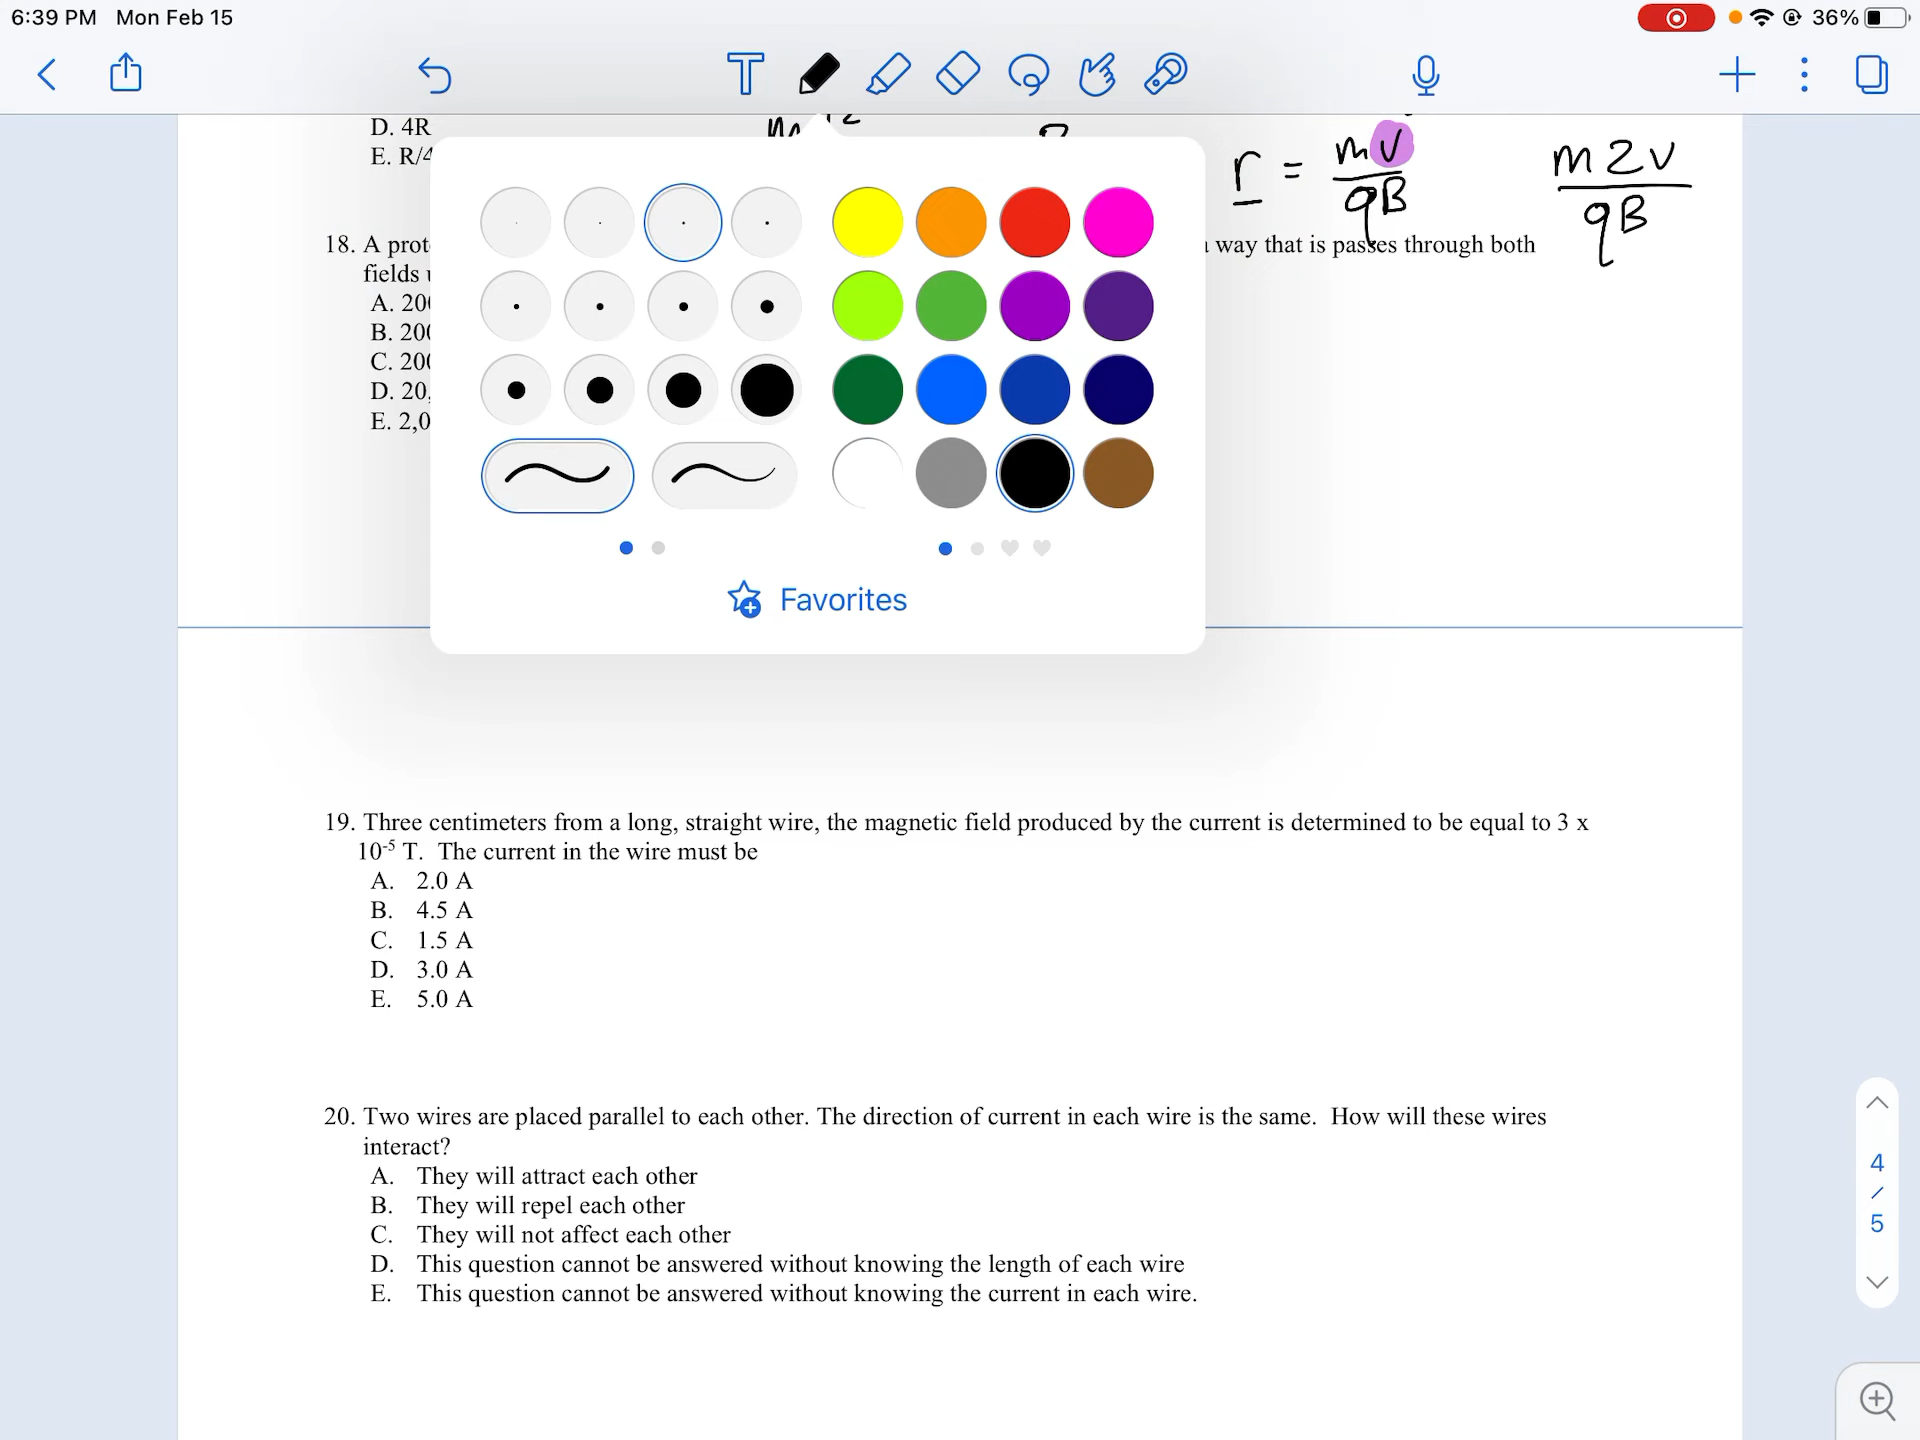 6:39 PM Mon Feb 15
36%
D. 4R
E. R/4
r = mv / qB
m2v / qB
18. A prot way that is passes through both
fields
A. 200
B. 200
C. 200
D. 20,
E. 2,0
Favorites
19. Three centimeters from a long, straight wire, the magnetic field produced by the current is determined to be equal to 3 x
10⁻⁵ T. The current in the wire must be
A. 2.0 A
B. 4.5 A
C. 1.5 A
D. 3.0 A
E. 5.0 A
20. Two wires are placed parallel to each other. The direction of current in each wire is the same. How will these wires
interact?
A. They will attract each other
B. They will repel each other
C. They will not affect each other
D. This question cannot be answered without knowing the length of each wire
E. This question cannot be answered without knowing the current in each wire.
4
/
5